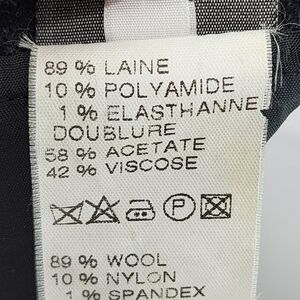 89 % LAINE
10 % POLYAMIDE
1 % ELASTHANNE
DOUBLURE
58 % ACETATE
42 % VISCOSE
P
89 % WOOL
10 % NYLON
1 % SPANDEX